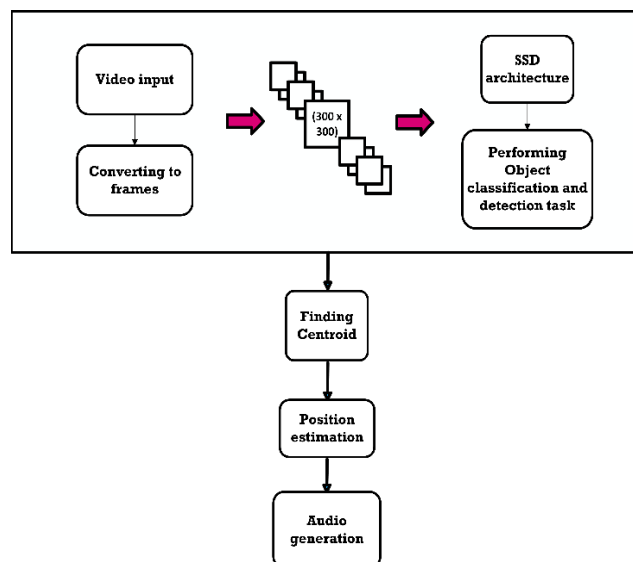 Video input
Converting to
frames
(300 x
300)
SSD
architecture
Performing
Object
classification and
detection task
Finding
Centroid
Position
estimation
Audio
generation